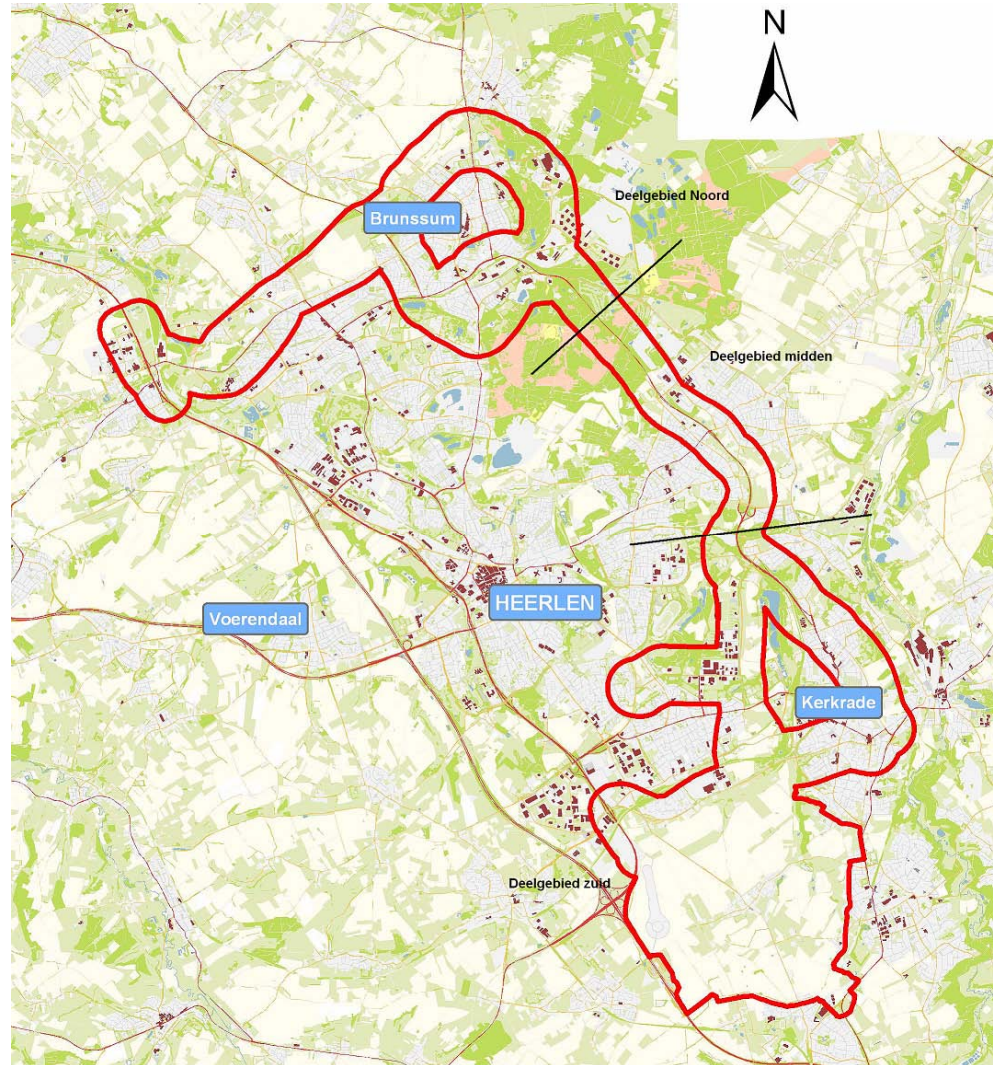 N
Deelgebied Noord
Brunssum
Deelgebied midden
HEERLEN
Voerendaal
Kerkrade
Deelgebied zuid